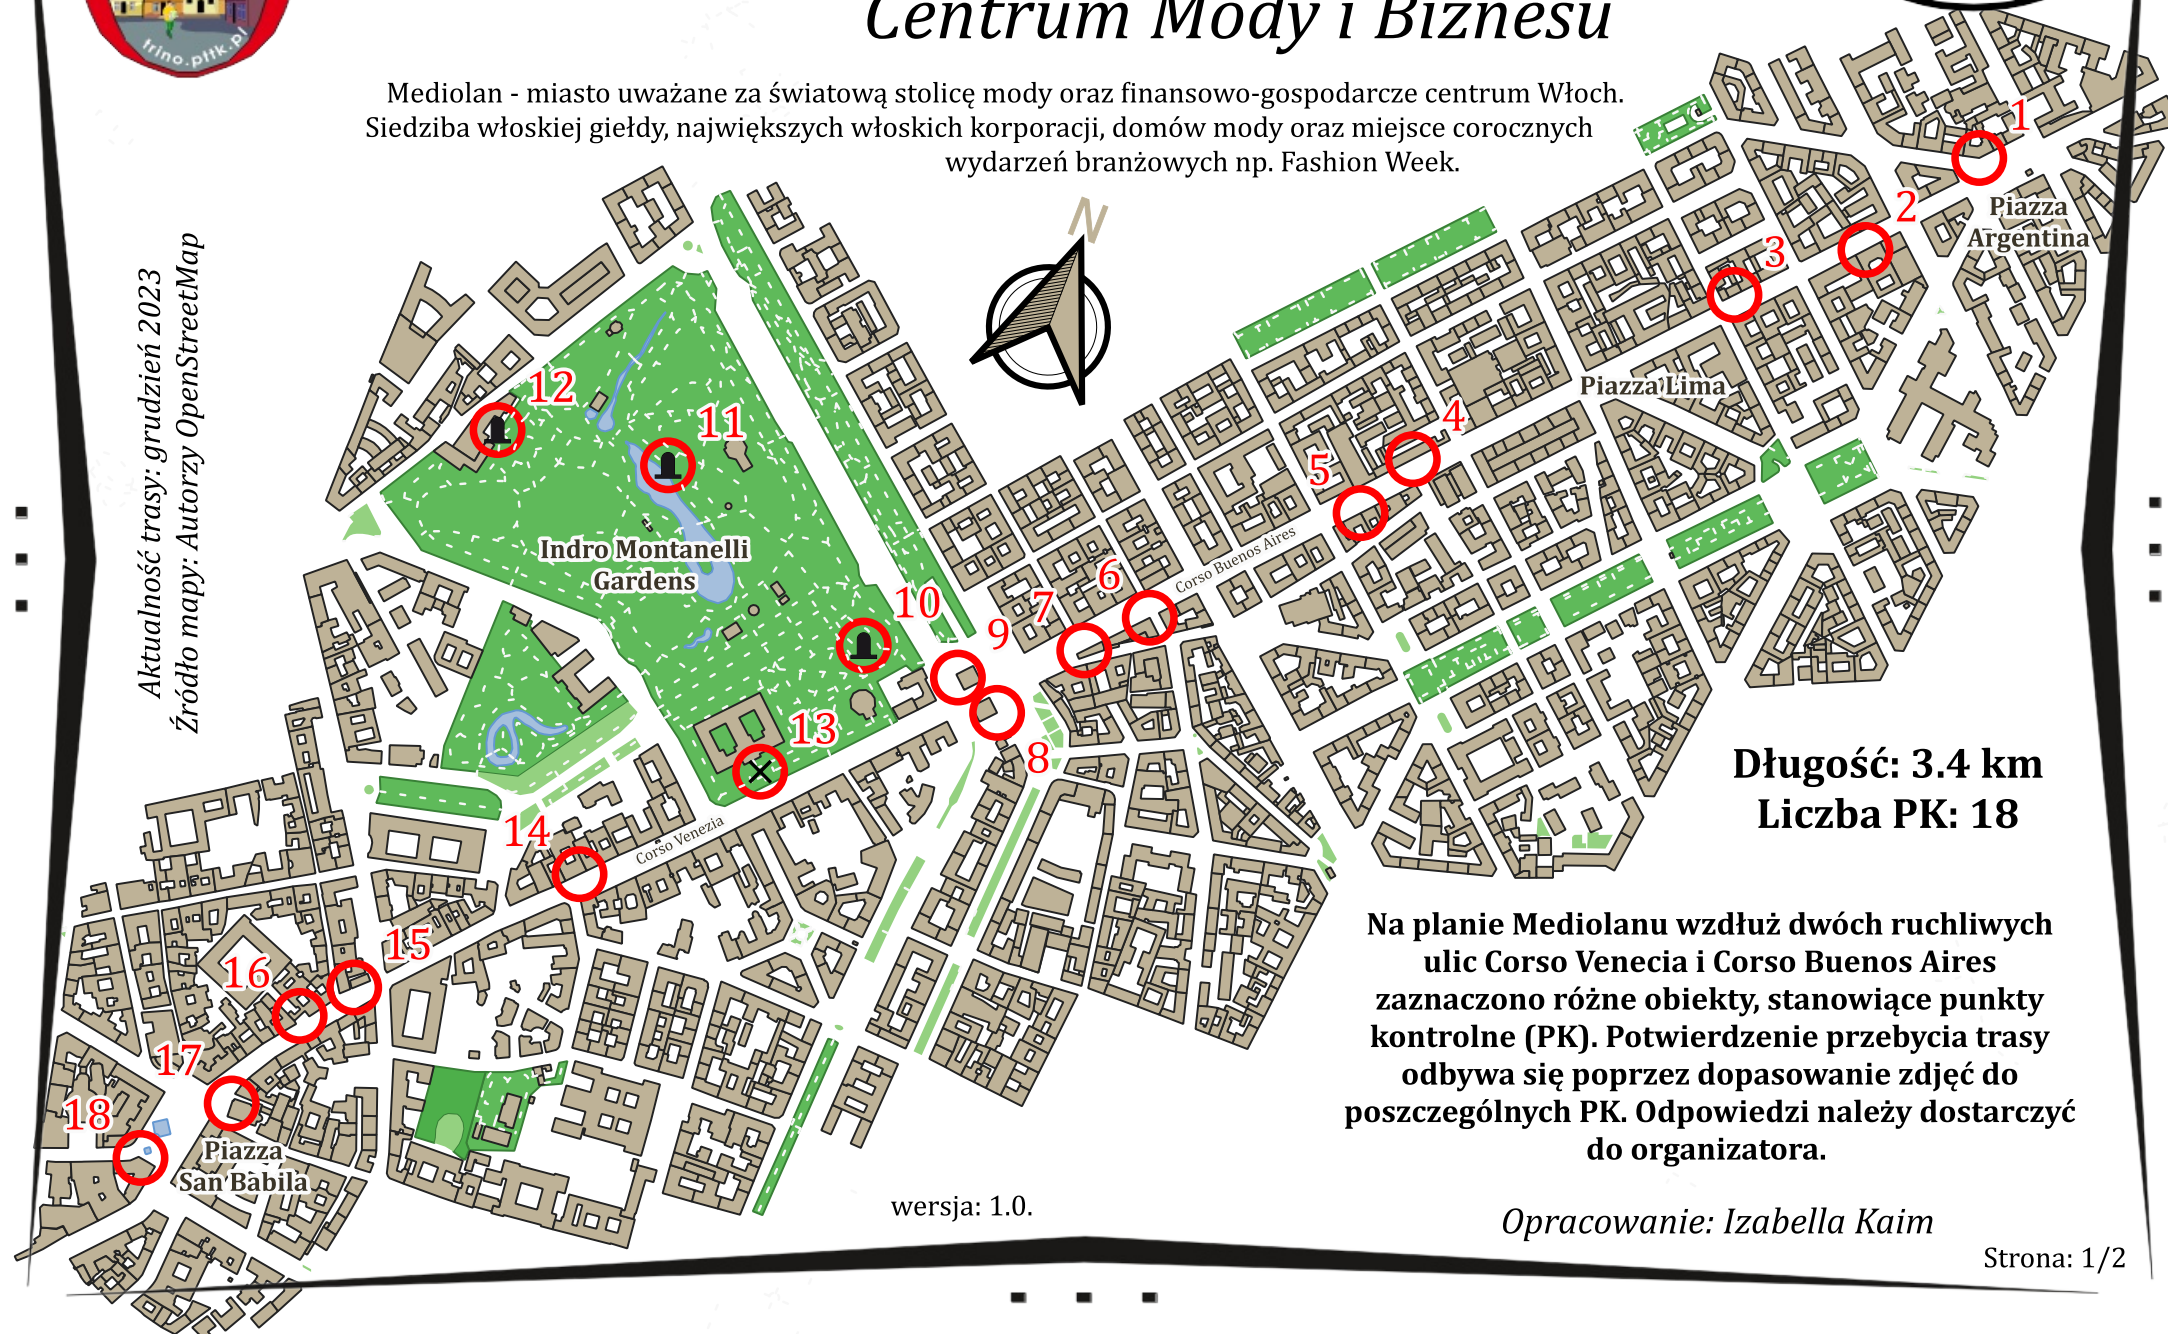 trino.pttk.pl
Centrum Mody i Biznesu
Mediolan - miasto uważane za światową stolicę mody oraz finansowo-gospodarcze centrum Włoch.
Siedziba włoskiej giełdy, największych włoskich korporacji, domów mody oraz miejsce corocznych
wydarzeń branżowych np. Fashion Week.
Aktualność trasy: grudzień 2023
Źródło mapy: Autorzy OpenStreetMap
N
1
Piazza
Argentina
2
3
Piazza Lima
4
5
Corso Buenos Aires
6
7
8
9
10
11
12
Indro Montanelli
Gardens
13
14
Corso Venezia
15
16
17
18
Piazza
San Babila
Długość: 3.4 km
Liczba PK: 18
Na planie Mediolanu wzdłuż dwóch ruchliwych
ulic Corso Venecia i Corso Buenos Aires
zaznaczono różne obiekty, stanowiące punkty
kontrolne (PK). Potwierdzenie przebycia trasy
odbywa się poprzez dopasowanie zdjęć do
poszczególnych PK. Odpowiedzi należy dostarczyć
do organizatora.
wersja: 1.0.
Opracowanie: Izabella Kaim
Strona: 1/2